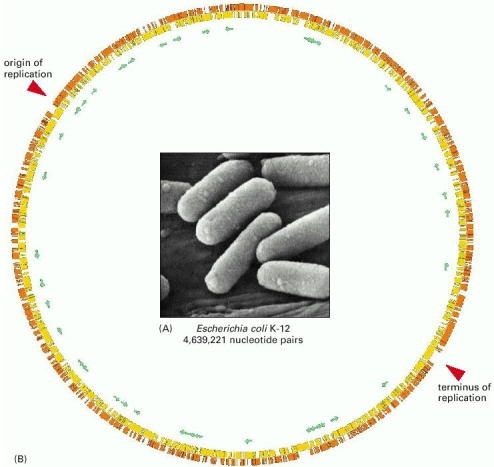 origin of
replication
(A) Escherichia coli K-12
4,639,221 nucleotide pairs
terminus of
replication
(B)